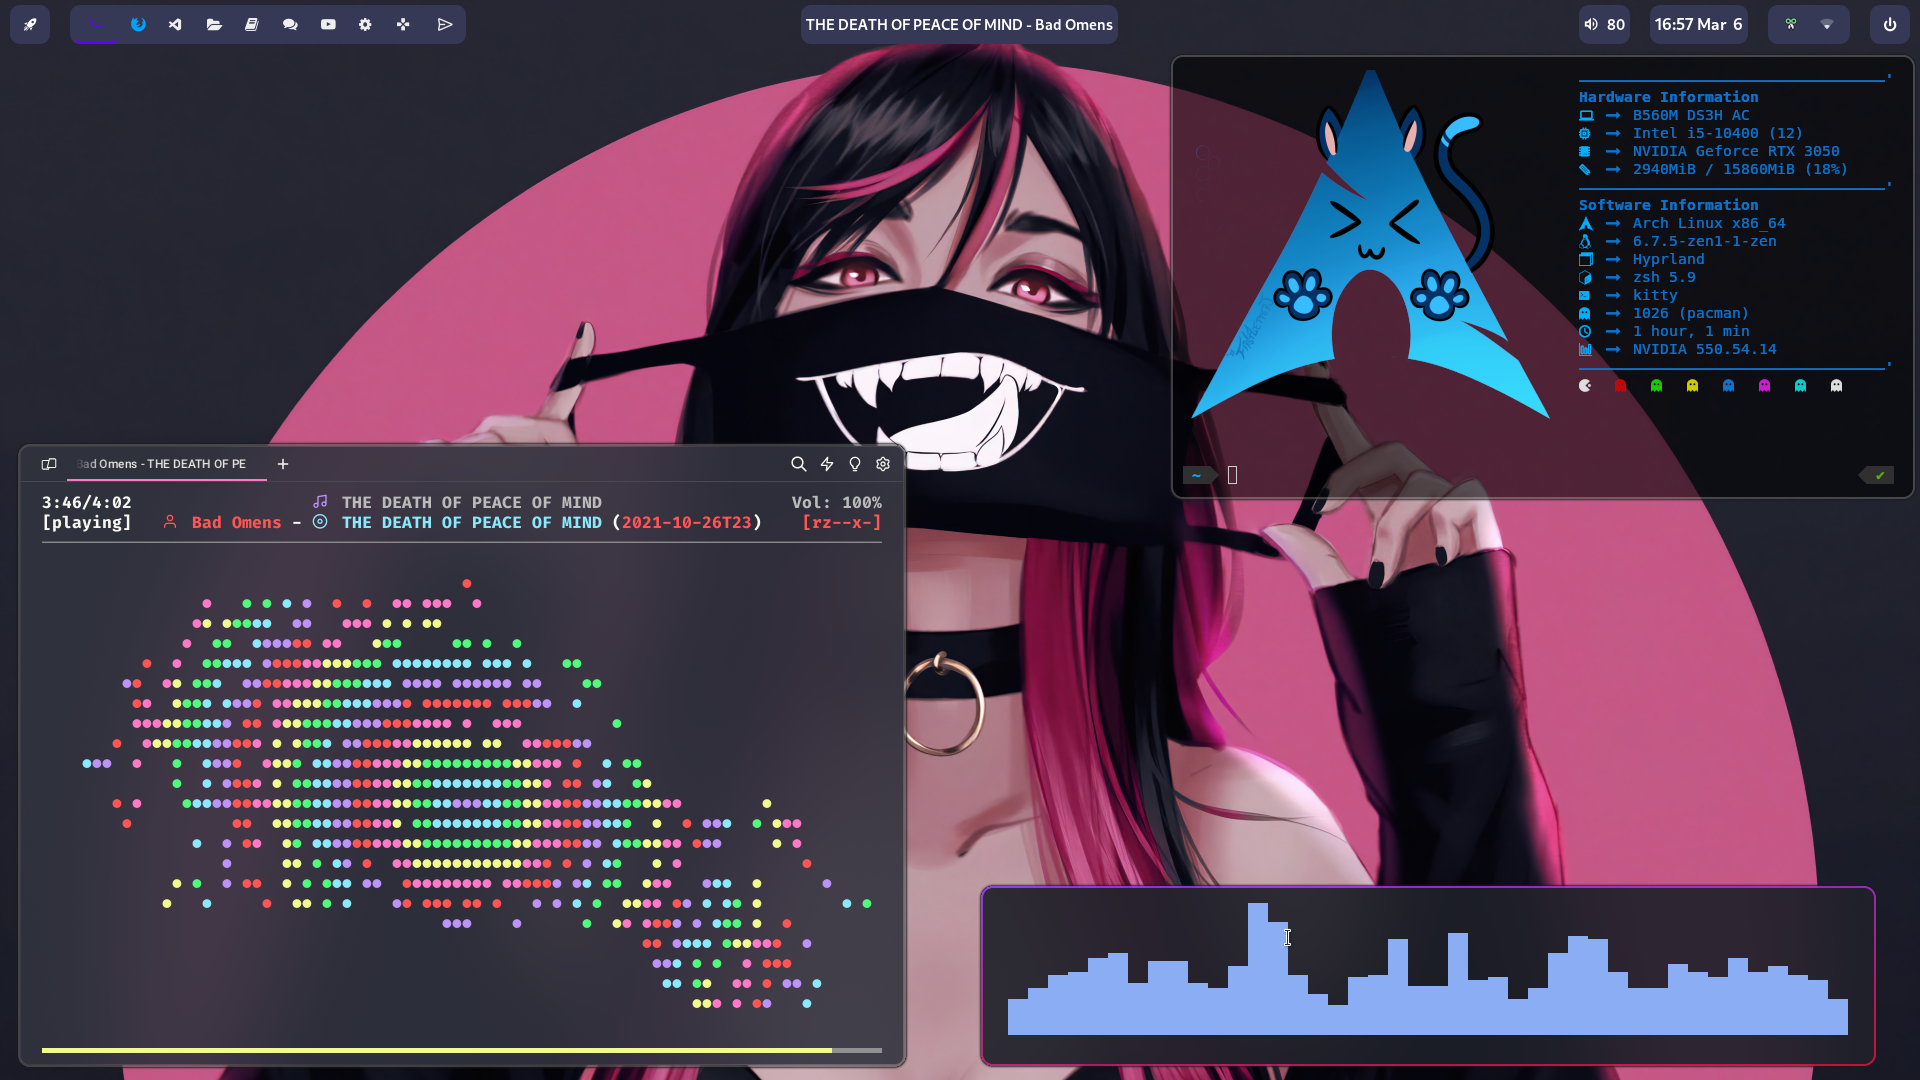 THE DEATH OF PEACE OF MIND - Bad Omens
80
16:57 Mar 6
Hardware Information
B560M DS3H AC
Intel i5-10400 (12)
NVIDIA Geforce RTX 3050
2940MiB / 15860MiB (18%)
Software Information
Arch Linux x86_64
6.7.5-zen1-1-zen
Hyprland
zsh 5.9
kitty
1026 (pacman)
1 hour, 1 min
NVIDIA 550.54.14
~
Bad Omens - THE DEATH OF PE
3:46/4:02 THE DEATH OF PEACE OF MIND Vol: 100%
[playing] Bad Omens - THE DEATH OF PEACE OF MIND (2021-10-26T23) [rz--x-]